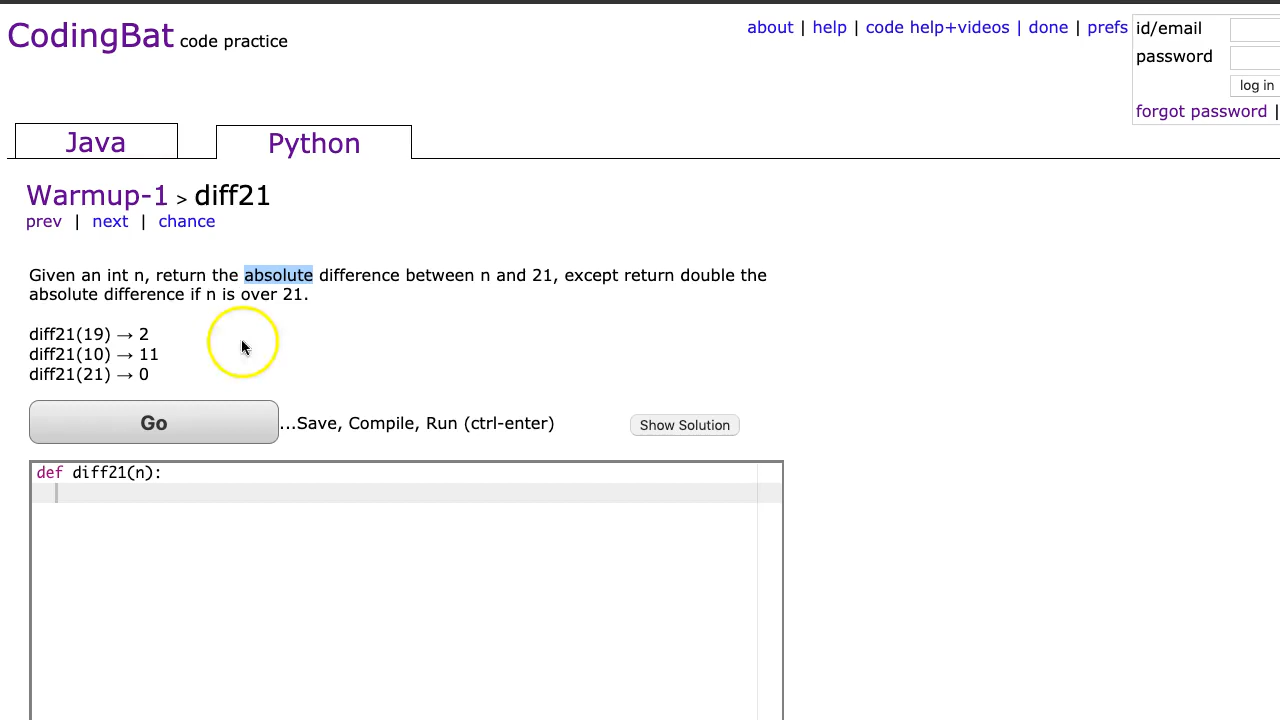 CodingBat code practice
about | help | code help+videos | done | prefs
id/email
password
log in
forgot password |
Java
Python
Warmup-1 > diff21
prev | next | chance
Given an int n, return the absolute difference between n and 21, except return double the
absolute difference if n is over 21.
diff21(19) → 2
diff21(10) → 11
diff21(21) → 0
Go
...Save, Compile, Run (ctrl-enter)
Show Solution
def diff21(n):